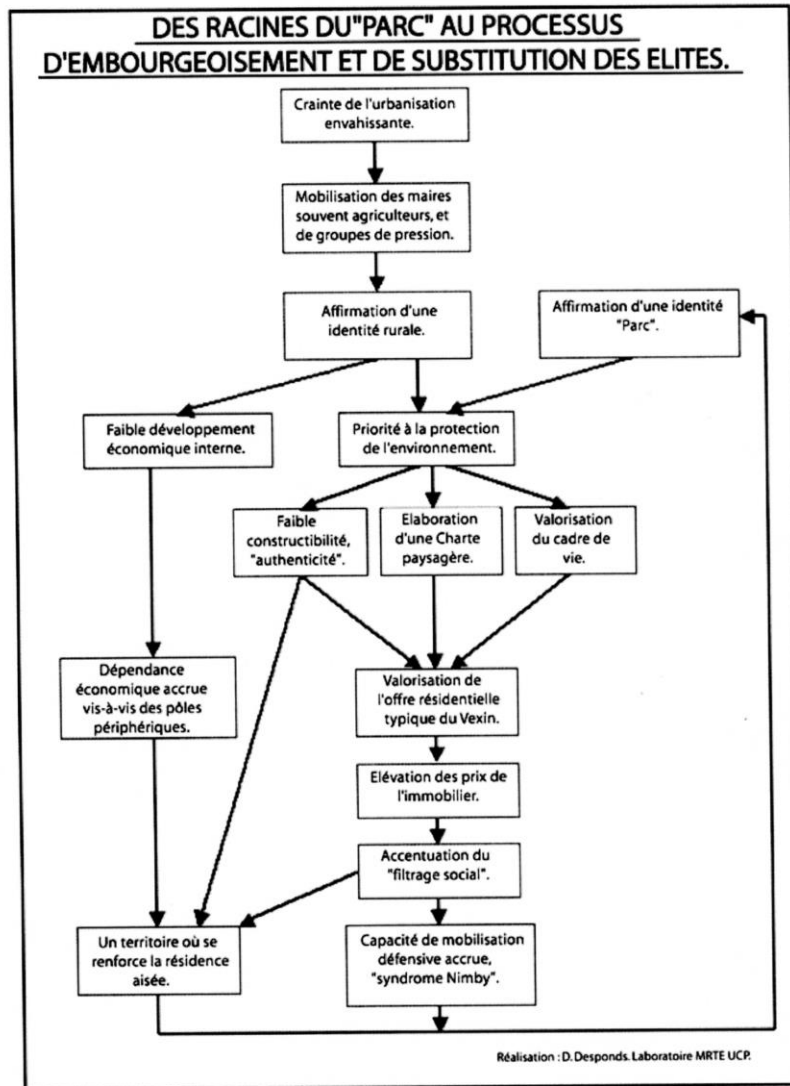 DES RACINES DU"PARC" AU PROCESSUS
D'EMBOURGEOISEMENT ET DE SUBSTITUTION DES ELITES.
Crainte de l'urbanisation
envahissante.
Mobilisation des maires
souvent agriculteurs, et
de groupes de pression.
Affirmation d'une
identité rurale.
Affirmation d'une identité
"Parc".
Faible développement
économique interne.
Priorité à la protection
de l'environnement.
Faible
constructibilité,
"authenticité".
Elaboration
d'une Charte
paysagère.
Valorisation
du cadre de
vie.
Dépendance
économique accrue
vis-à-vis des pôles
périphériques.
Valorisation de
l'offre résidentielle
typique du Vexin.
Elévation des prix de
l'immobilier.
Accentuation du
"filtrage social".
Un territoire où se
renforce la résidence
aisée.
Capacité de mobilisation
défensive accrue,
"syndrome Nimby".
Réalisation : D. Desponds. Laboratoire MRTE UCP.